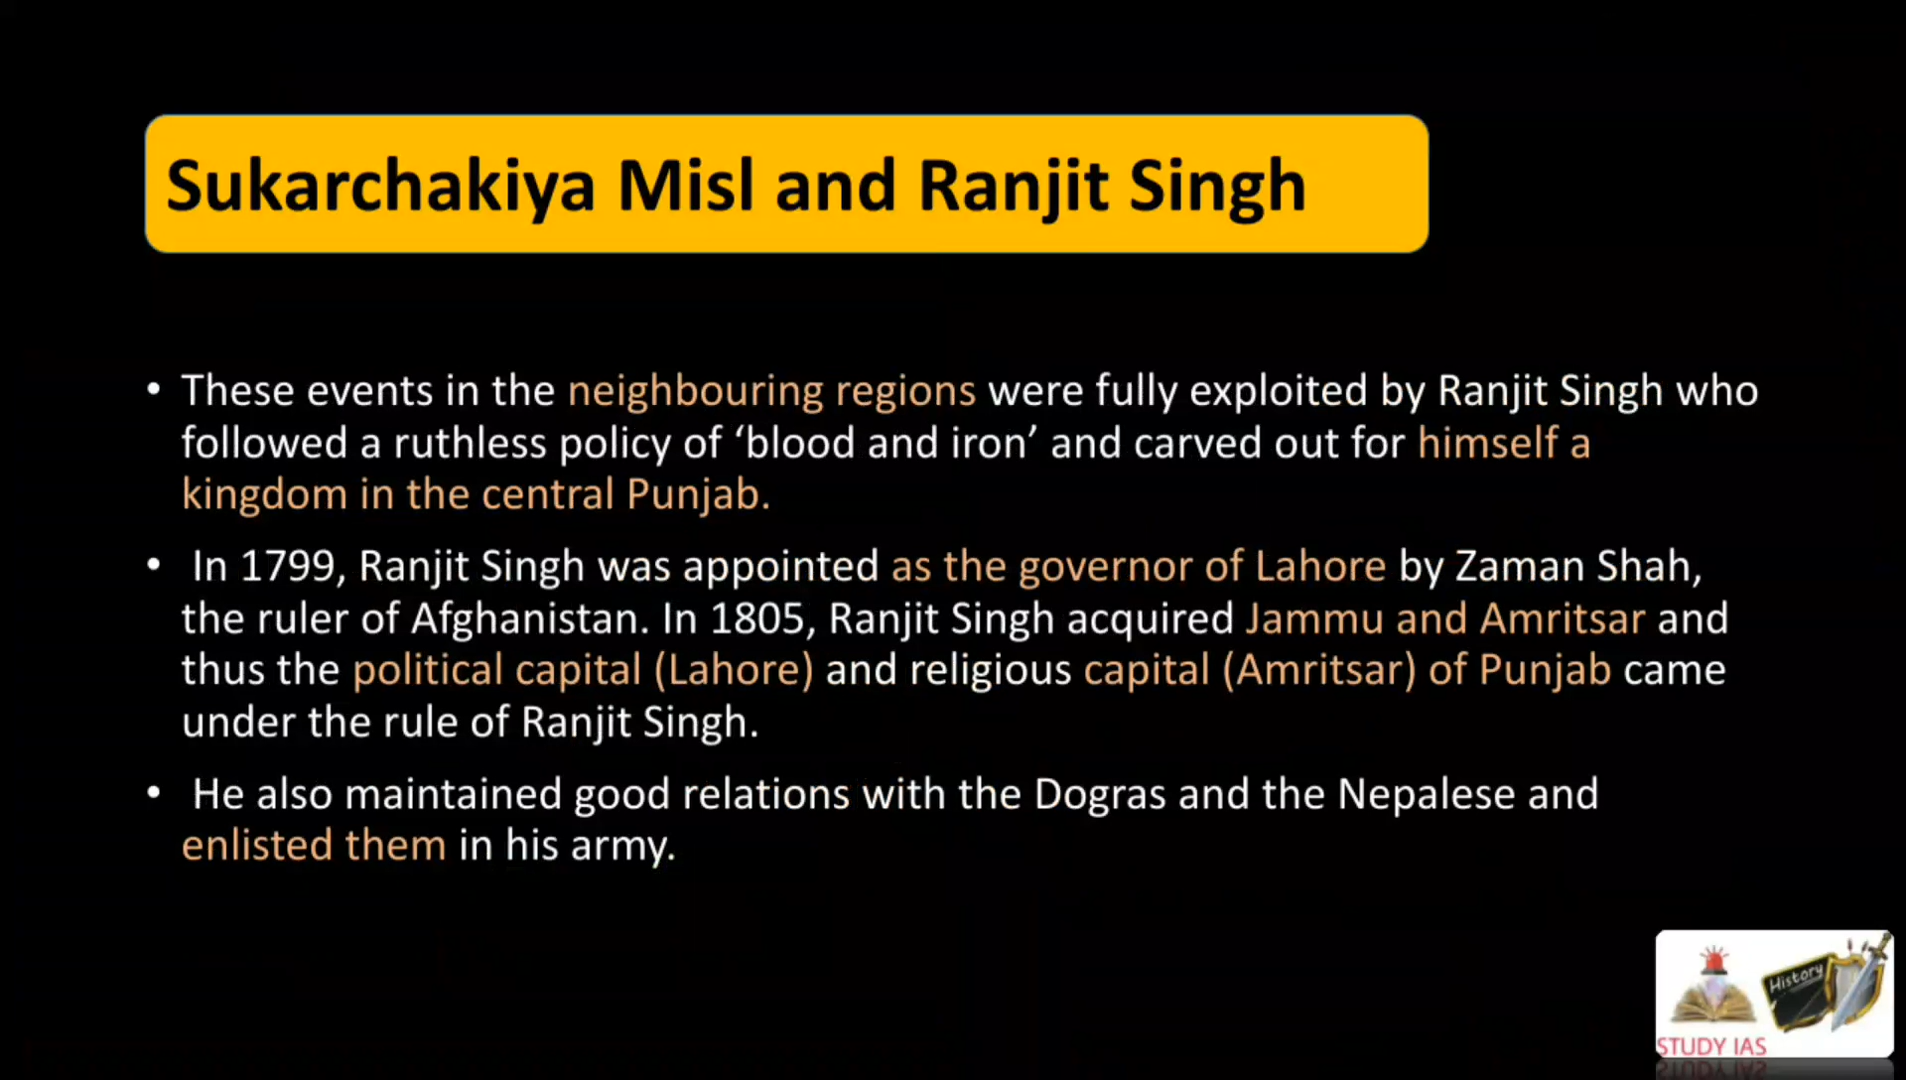 Sukarchakiya Misl and Ranjit Singh
• These events in the neighbouring regions were fully exploited by Ranjit Singh who
followed a ruthless policy of ‘blood and iron’ and carved out for himself a
kingdom in the central Punjab.
• In 1799, Ranjit Singh was appointed as the governor of Lahore by Zaman Shah,
the ruler of Afghanistan. In 1805, Ranjit Singh acquired Jammu and Amritsar and
thus the political capital (Lahore) and religious capital (Amritsar) of Punjab came
under the rule of Ranjit Singh.
• He also maintained good relations with the Dogras and the Nepalese and
enlisted them in his army.
History
STUDY IAS